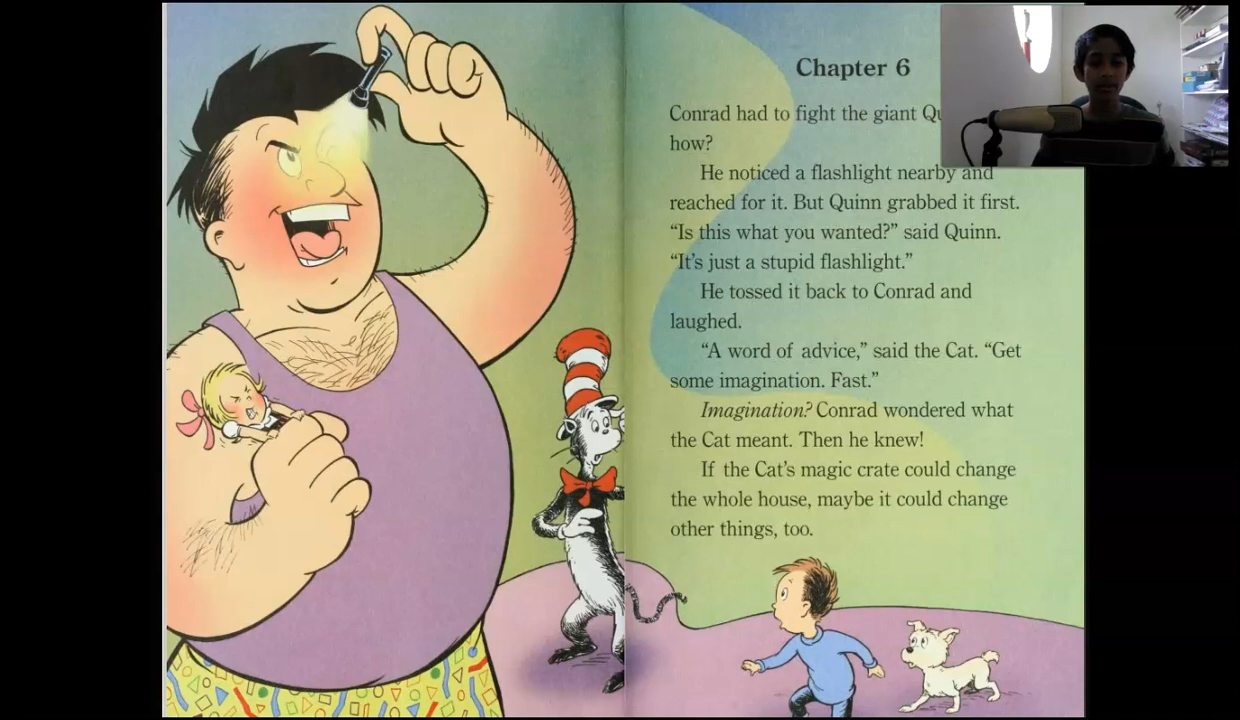 Chapter 6
Conrad had to fight the giant
how?
He noticed a flashlight nearby and
reached for it. But Quinn grabbed it first.
“Is this what you wanted?” said Quinn.
“It’s just a stupid flashlight.”
He tossed it back to Conrad and
laughed.
“A word of advice,” said the Cat. “Get
some imagination. Fast.”
Imagination? Conrad wondered what
the Cat meant. Then he knew!
If the Cat’s magic crate could change
the whole house, maybe it could change
other things, too.